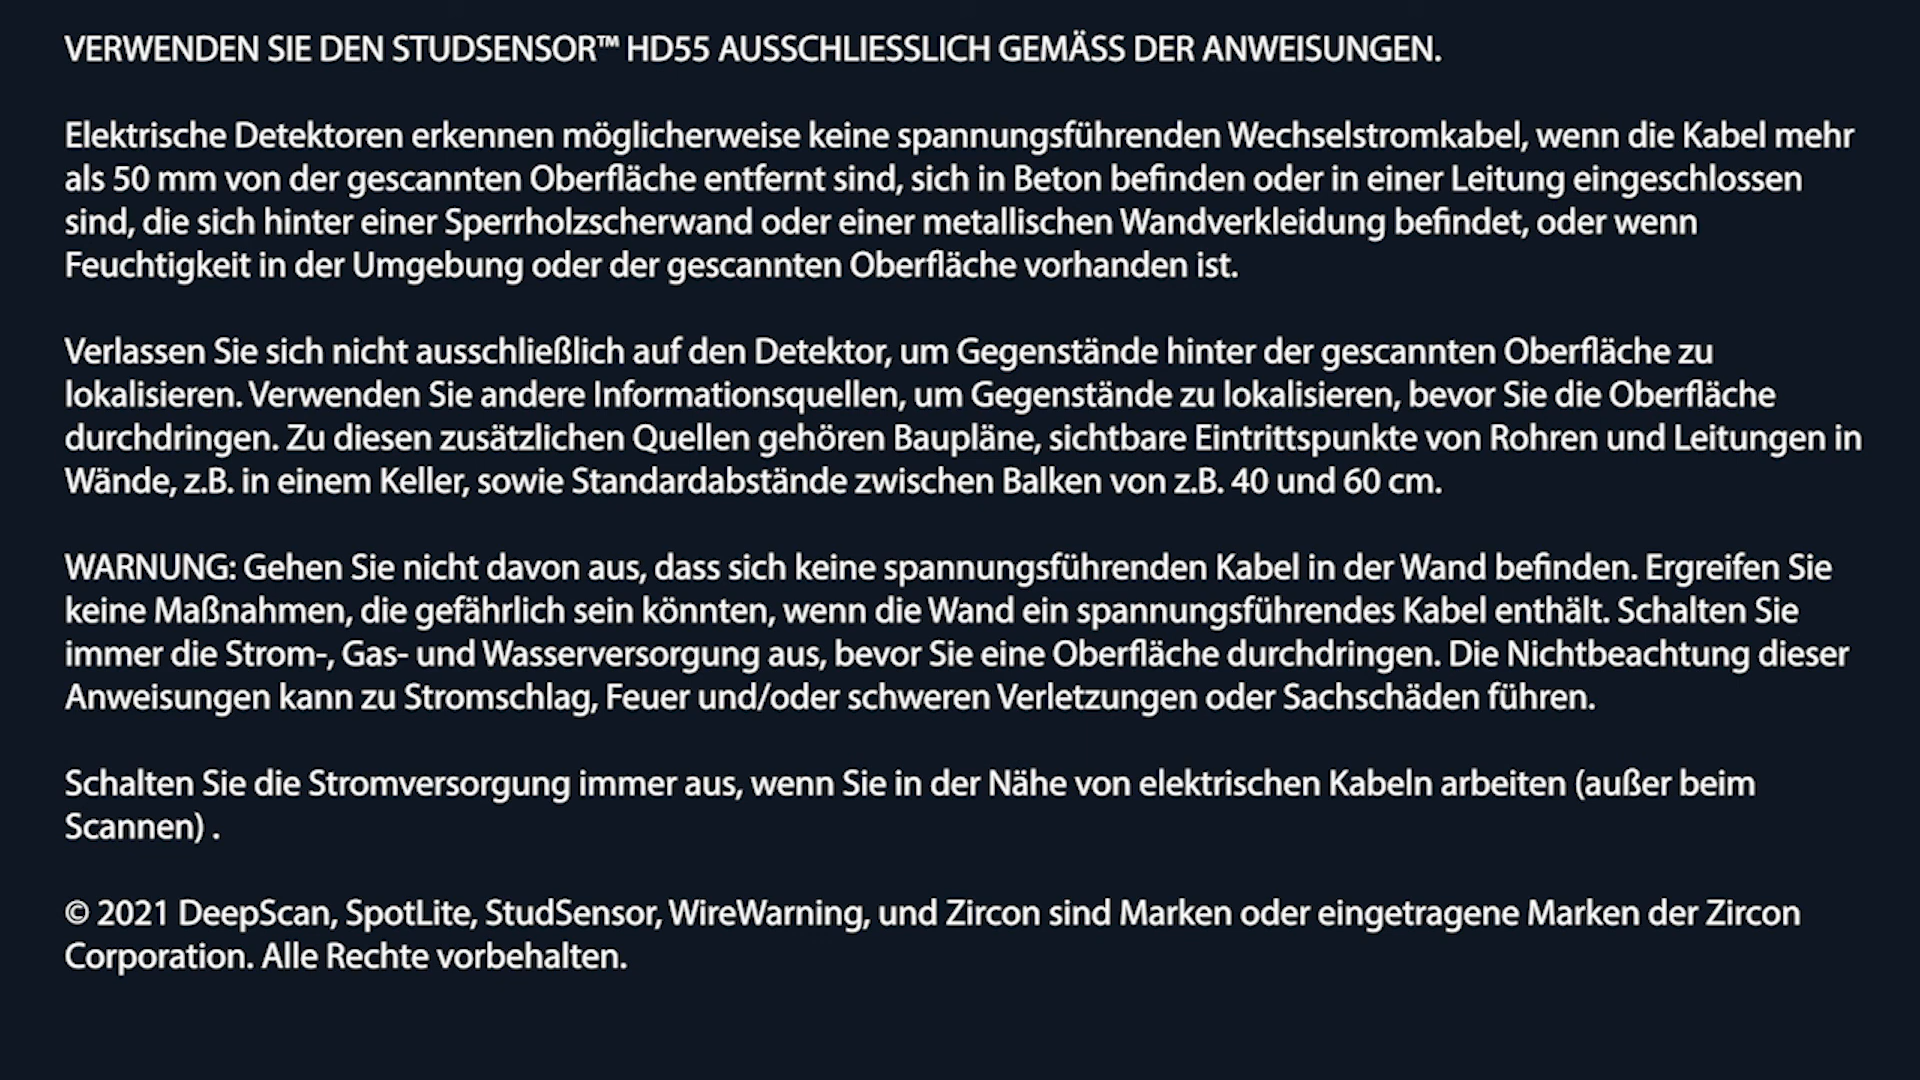 VERWENDEN SIE DEN STUDSENSOR™ HD55 AUSSCHLIESSLICH GEMÄSS DER ANWEISUNGEN.
Elektrische Detektoren erkennen möglicherweise keine spannungsführenden Wechselstromkabel, wenn die Kabel mehr
als 50 mm von der gescannten Oberfläche entfernt sind, sich in Beton befinden oder in einer Leitung eingeschlossen
sind, die sich hinter einer Sperrholzscherwand oder einer metallischen Wandverkleidung befindet, oder wenn
Feuchtigkeit in der Umgebung oder der gescannten Oberfläche vorhanden ist.
Verlassen Sie sich nicht ausschließlich auf den Detektor, um Gegenstände hinter der gescannten Oberfläche zu
lokalisieren. Verwenden Sie andere Informationsquellen, um Gegenstände zu lokalisieren, bevor Sie die Oberfläche
durchdringen. Zu diesen zusätzlichen Quellen gehören Baupläne, sichtbare Eintrittspunkte von Rohren und Leitungen in
Wände, z.B. in einem Keller, sowie Standardabstände zwischen Balken von z.B. 40 und 60 cm.
WARNUNG: Gehen Sie nicht davon aus, dass sich keine spannungsführenden Kabel in der Wand befinden. Ergreifen Sie
keine Maßnahmen, die gefährlich sein könnten, wenn die Wand ein spannungsführendes Kabel enthält. Schalten Sie
immer die Strom-, Gas- und Wasserversorgung aus, bevor Sie eine Oberfläche durchdringen. Die Nichtbeachtung dieser
Anweisungen kann zu Stromschlag, Feuer und/oder schweren Verletzungen oder Sachschäden führen.
Schalten Sie die Stromversorgung immer aus, wenn Sie in der Nähe von elektrischen Kabeln arbeiten (außer beim
Scannen) .
© 2021 DeepScan, SpotLite, StudSensor, WireWarning, und Zircon sind Marken oder eingetragene Marken der Zircon
Corporation. Alle Rechte vorbehalten.